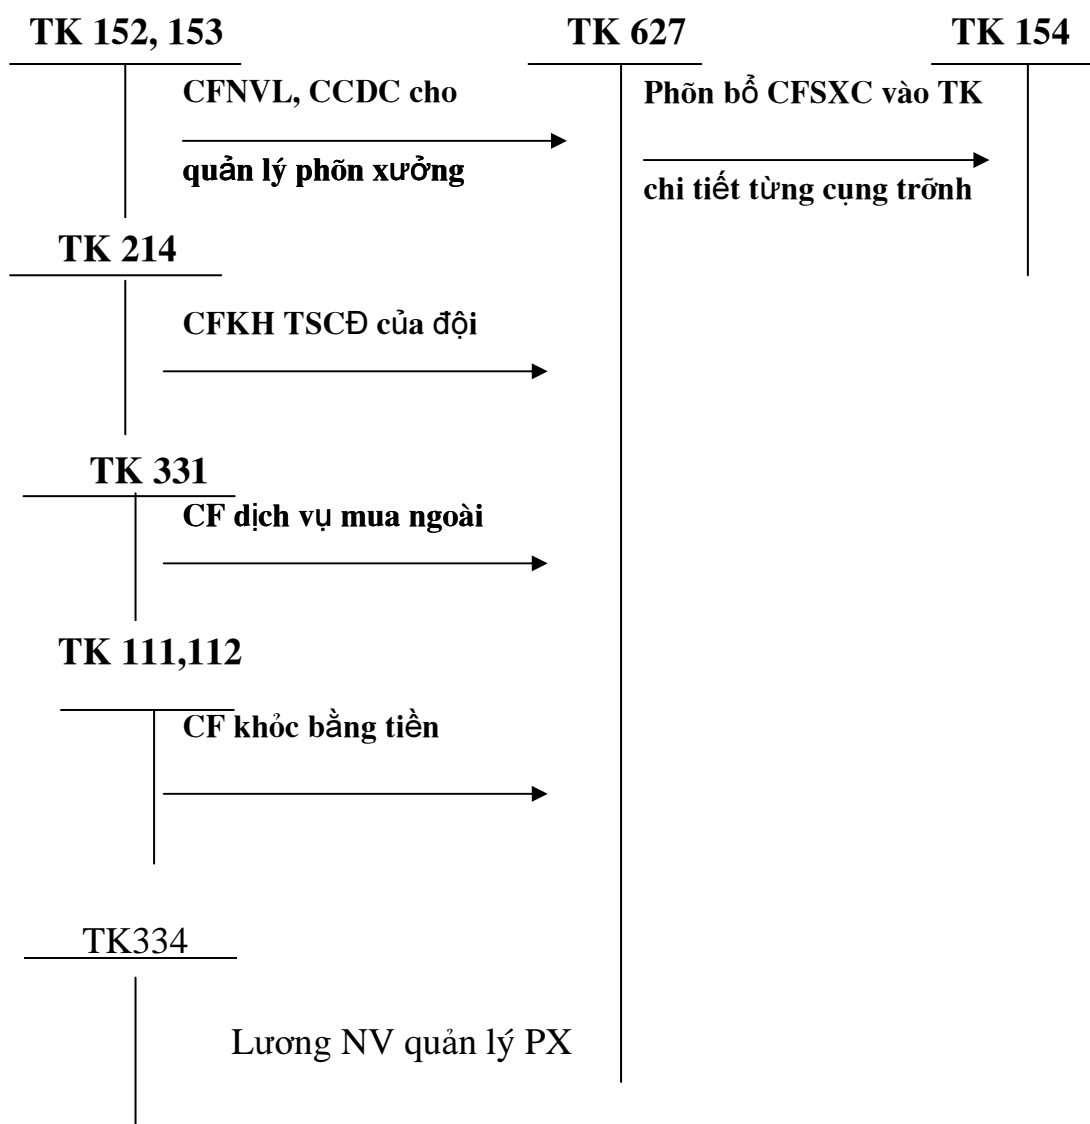 TK 152, 153
TK 627
TK 154
CFNVL, CCDC cho
quản lý phõn xưởng
Phõn bổ CFSXC vào TK
chi tiết từng cụng trỡnh
TK 214
CFKH TSCĐ của đội
TK 331
CF dịch vụ mua ngoài
TK 111,112
CF khỏc bằng tiền
TK334
Lương NV quản lý PX